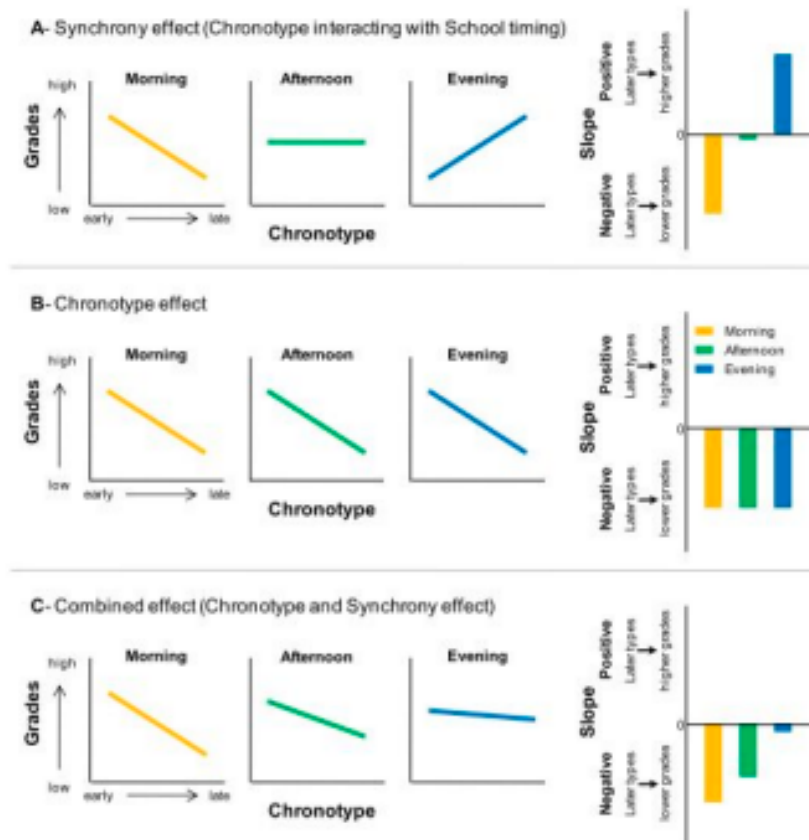 A- Synchrony effect (Chronotype interacting with School timing)
Morning
Afternoon
Evening
high
Grades
low
early
late
Chronotype
Slope
Positive
Later types
higher grades
0
Negative
Later types
lower grades
B- Chronotype effect
Morning
Afternoon
Evening
high
Grades
low
early
late
Chronotype
Slope
Positive
Later types
higher grades
Morning
Afternoon
Evening
0
Negative
Later types
lower grades
C- Combined effect (Chronotype and Synchrony effect)
Morning
Afternoon
Evening
high
Grades
low
early
late
Chronotype
Slope
Positive
Later types
higher grades
0
Negative
Later types
lower grades